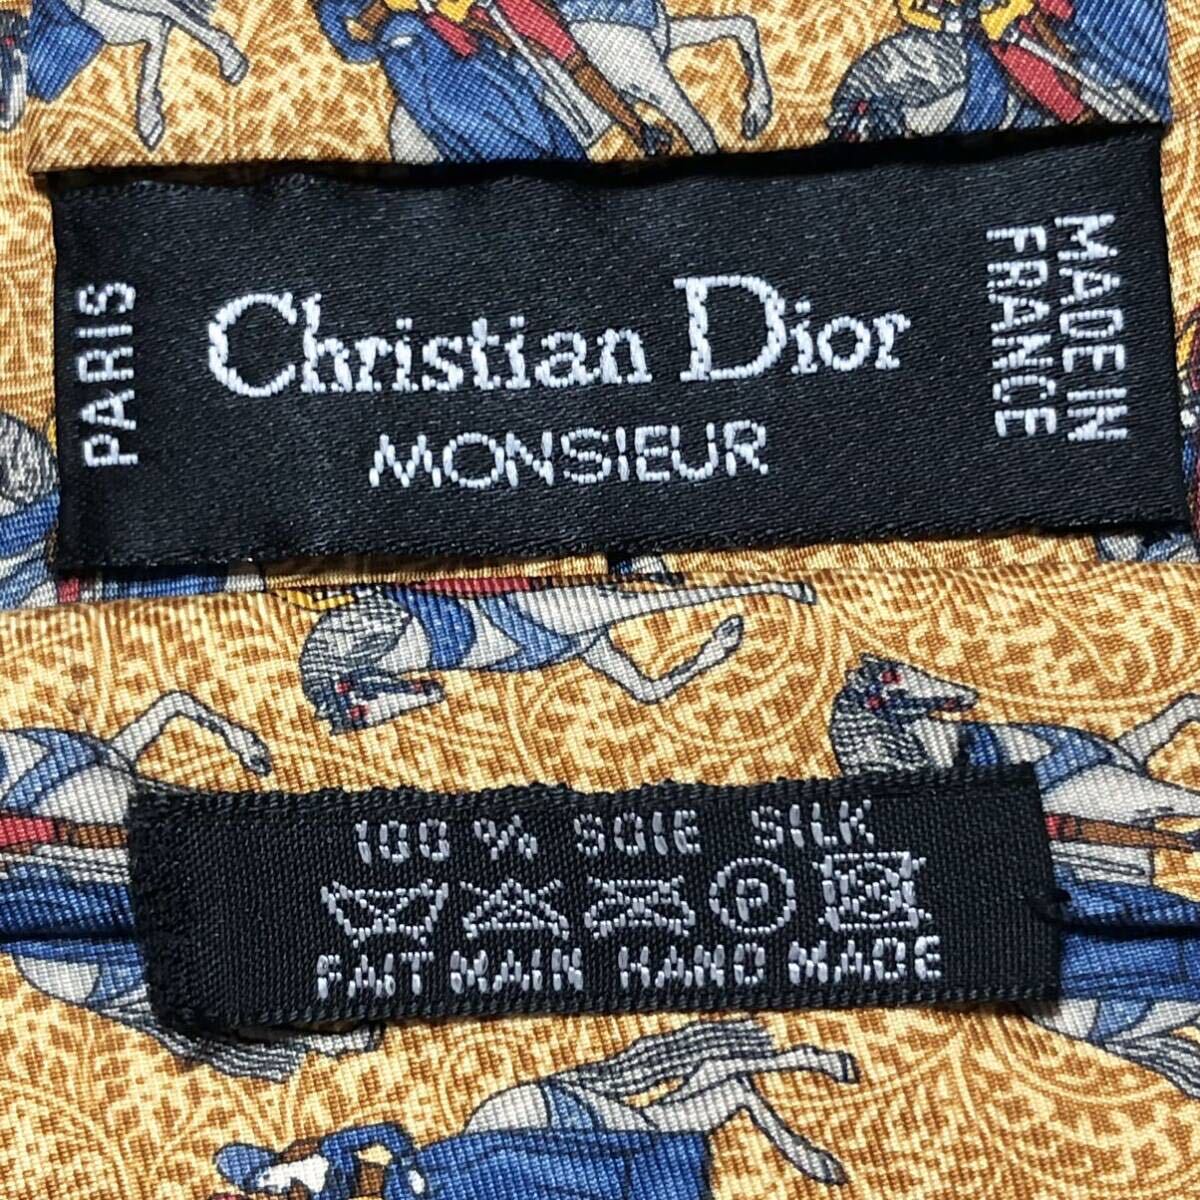 PARIS
Christian Dior
MONSIEUR
MADE IN
FRANCE
100 % SOIE SILK
P
FAIT MAIN HAND MADE